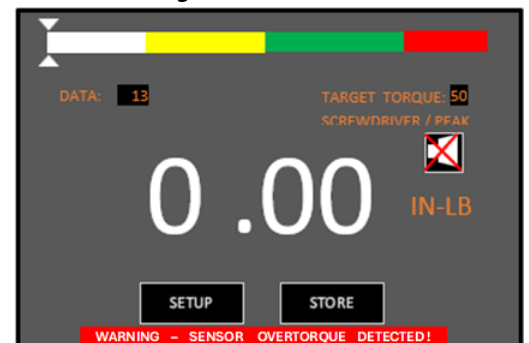 DATA: 13
TARGET TORQUE: 50
SCREWDRIVER / PEAK
0.00
IN-LB
SETUP
STORE
WARNING – SENSOR OVERTORQUE DETECTED!